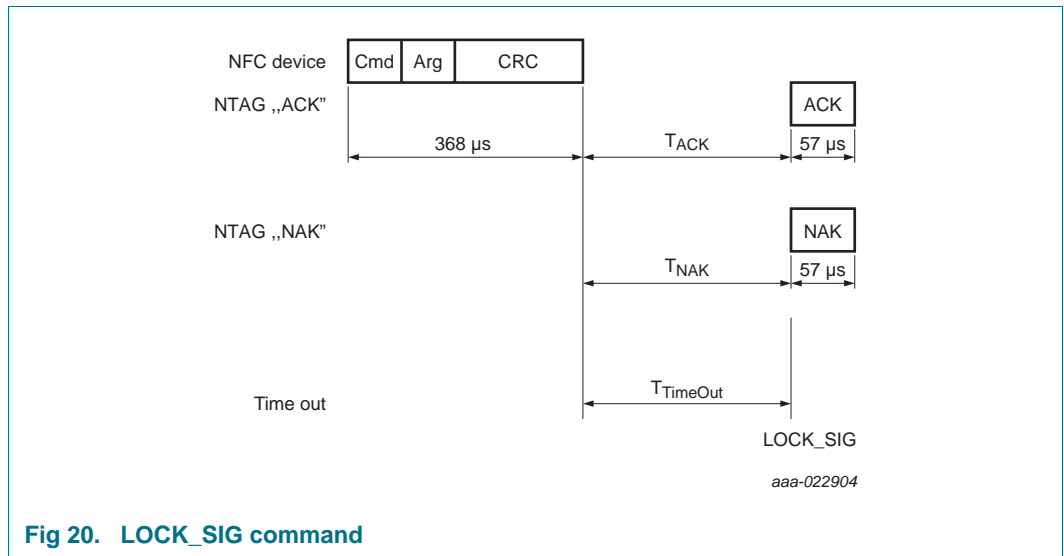 NFC device Cmd Arg CRC
NTAG ,,ACK” ACK
368 µs TACK 57 µs
NTAG ,,NAK” NAK
TNAK 57 µs
Time out TTimeOut
LOCK_SIG
aaa-022904
Fig 20. LOCK_SIG command